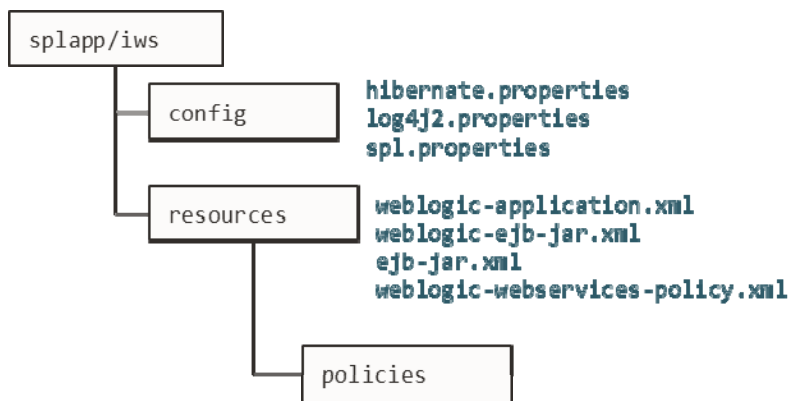 splapp/iws
config
hibernate.properties
log4j2.properties
spl.properties
resources
weblogic-application.xml
weblogic-ejb-jar.xml
ejb-jar.xml
weblogic-webservices-policy.xml
policies